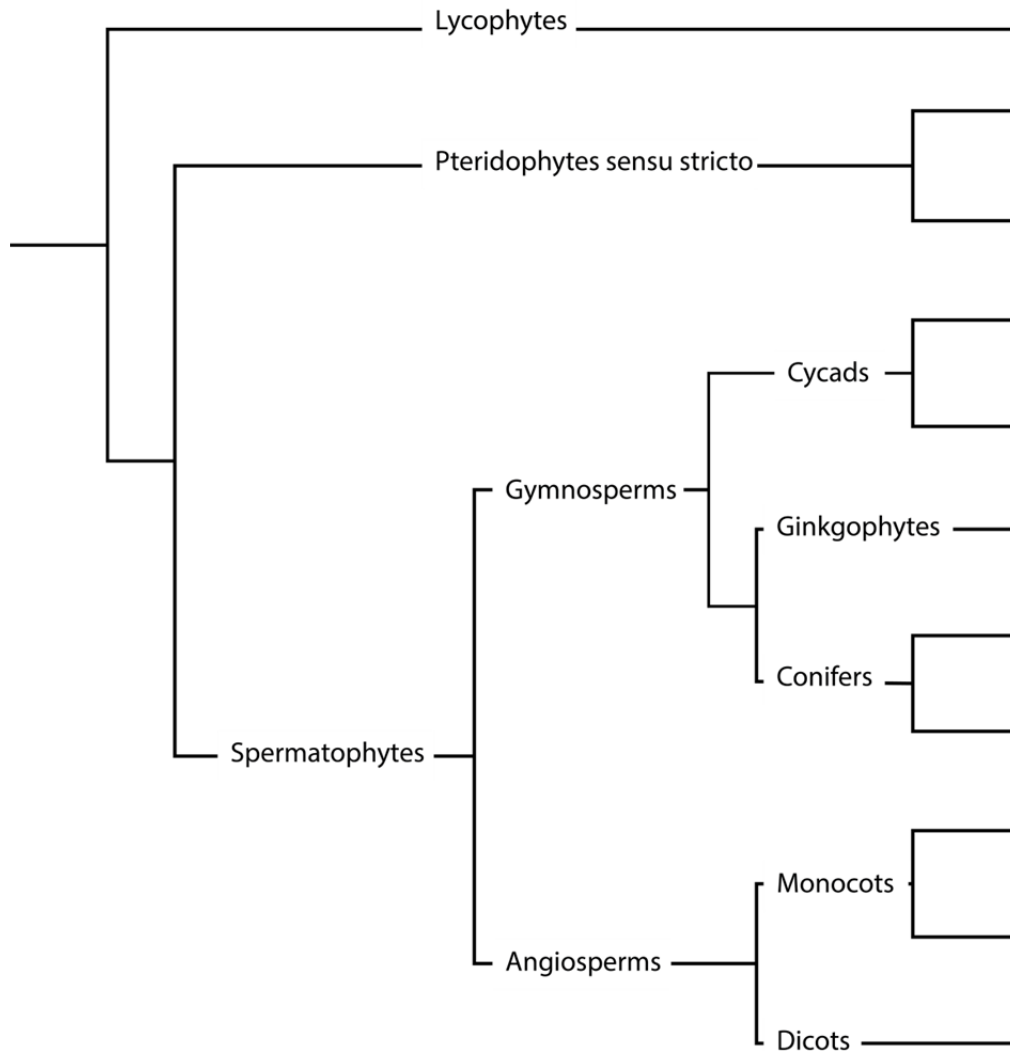 Lycophytes
Pteridophytes sensu stricto
Cycads
Gymnosperms
Ginkgophytes
Conifers
Spermatophytes
Monocots
Angiosperms
Dicots